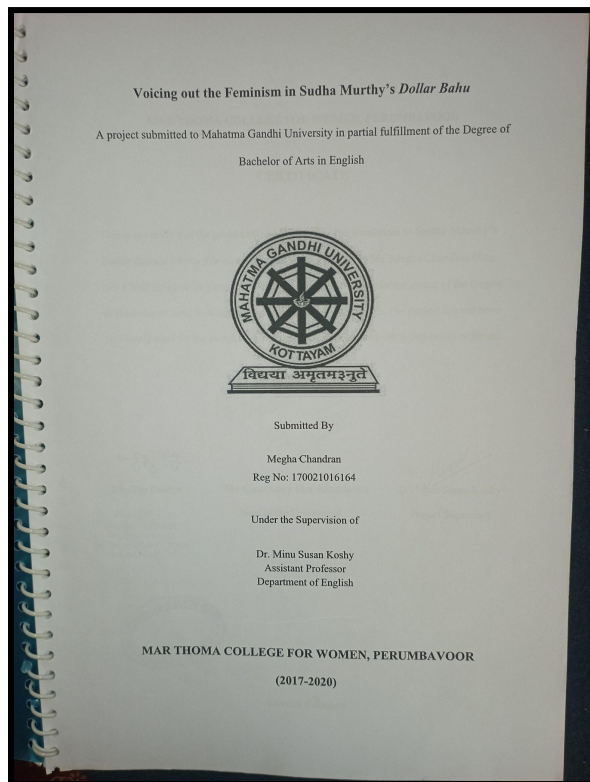 Voicing out the Feminism in Sudha Murthy's Dollar Bahu
A project submitted to Mahatma Gandhi University in partial fulfillment of the Degree of
Bachelor of Arts in English
MAHATMA GANDHI UNIVERSITY
KOTTAYAM
विद्यया अमृतमश्नुते
Submitted By
Megha Chandran
Reg No: 170021016164
Under the Supervision of
Dr. Minu Susan Koshy
Assistant Professor
Department of English
MAR THOMA COLLEGE FOR WOMEN, PERUMBAVOOR
(2017-2020)